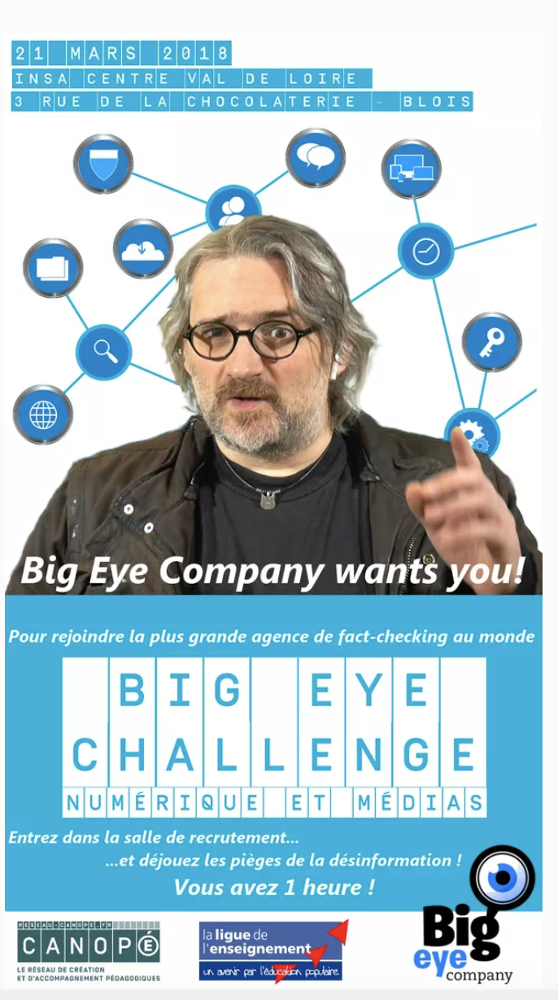 21 MARS 2018
INSA CENTRE VAL DE LOIRE
3 RUE DE LA CHOCOLATERIE - BLOIS
Big Eye Company wants you!
Pour rejoindre la plus grande agence de fact-checking au monde
BIG EYE
CHALLENGE
NUMÉRIQUE ET MÉDIAS
Entrez dans la salle de recrutement...
...et déjouez les pièges de la désinformation !
Vous avez 1 heure !
RESEAU-CANOPE.FR
CANOPÉ
LE RÉSEAU DE CRÉATION
ET D'ACCOMPAGNEMENT PÉDAGOGIQUES
la ligue de
l'enseignement
un avenir par l'éducation populaire
Big
eye
company